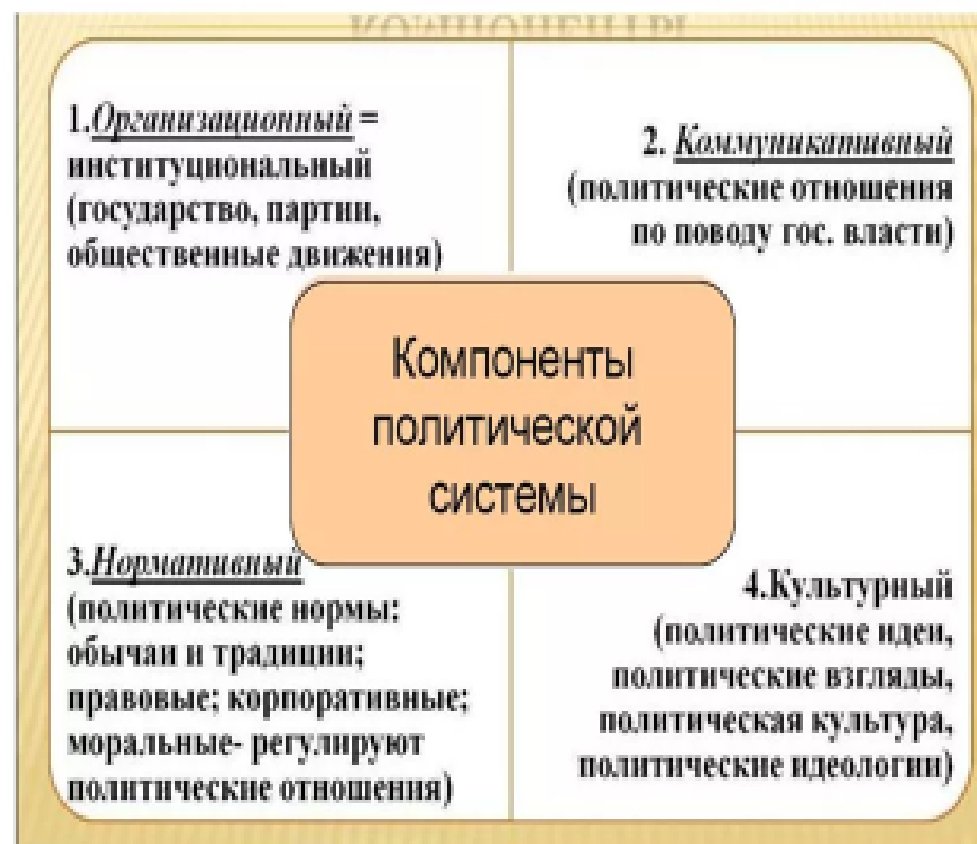 1.Организационный =
институциональный
(государство, партии,
общественные движения)
2. Коммуникативный
(политические отношения
по поводу гос. власти)
Компоненты
политической
системы
3.Нормативный
(политические нормы:
обычаи и традиции;
правовые; корпоративные;
моральные- регулируют
политические отношения)
4.Культурный
(политические идеи,
политические взгляды,
политическая культура,
политические идеологии)